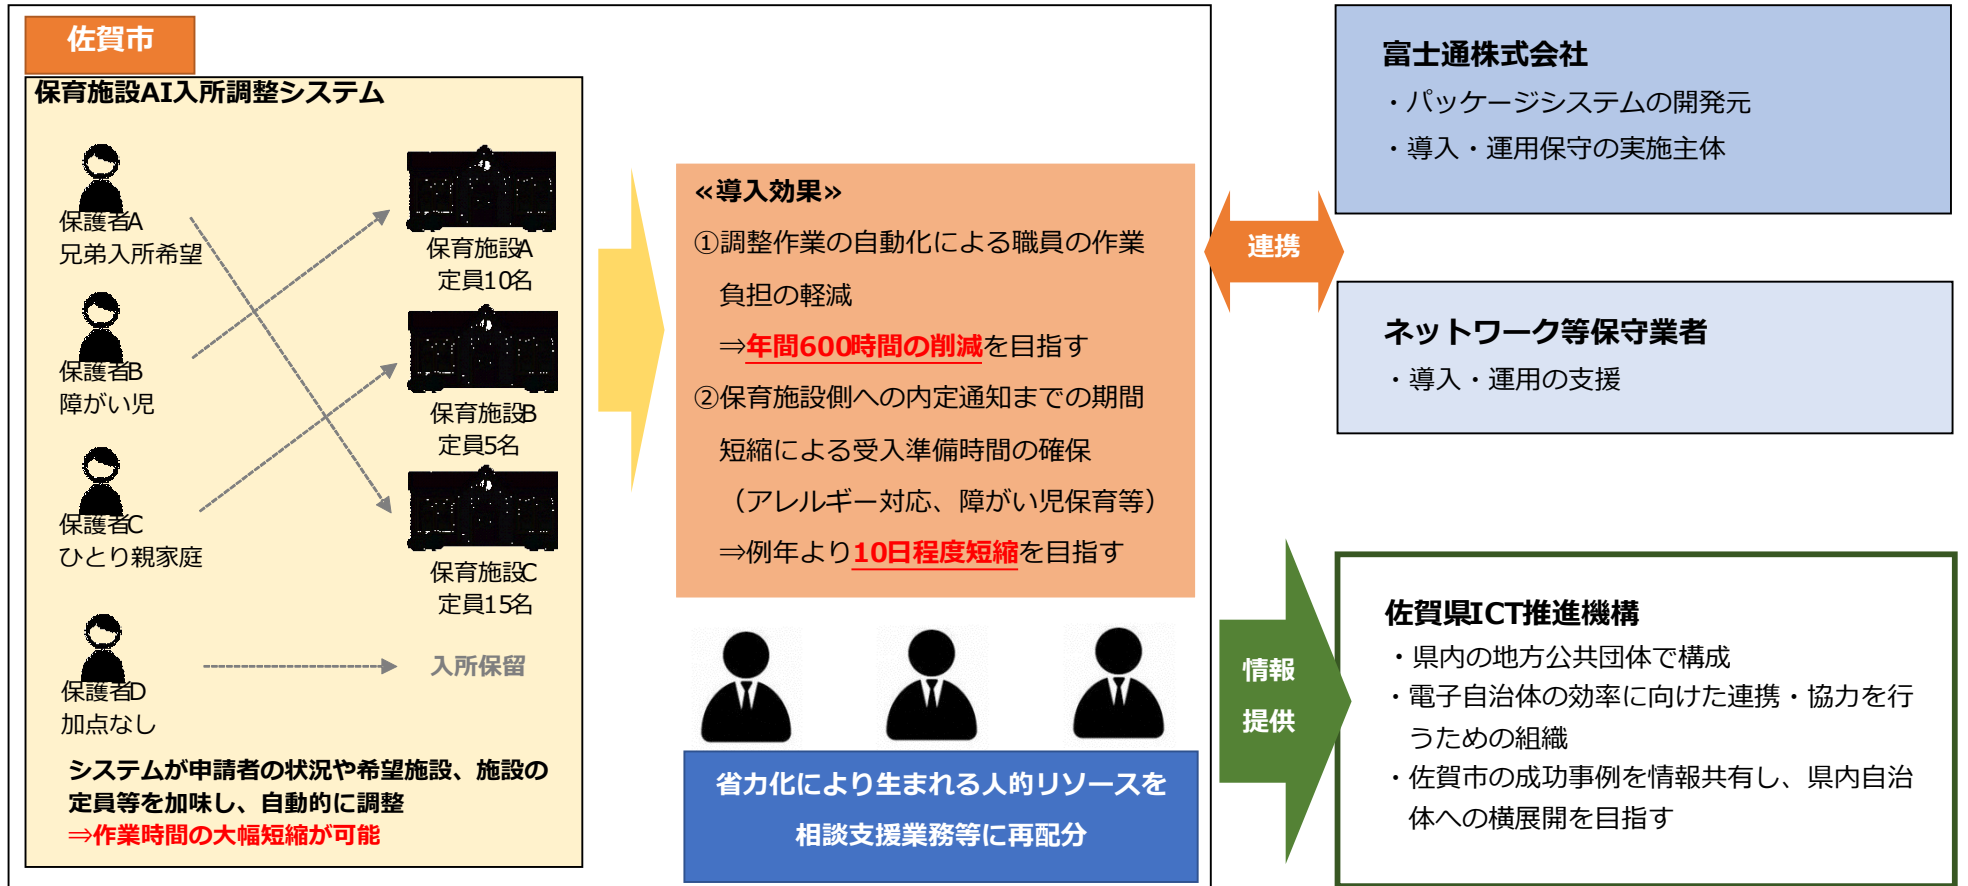 佐賀市
保育施設AI入所調整システム
保護者A
兄弟入所希望
保護者B
障がい児
保護者C
ひとり親家庭
保護者D
加点なし
保育施設A
定員10名
保育施設B
定員5名
保育施設C
定員15名
入所保留
システムが申請者の状況や希望施設、施設の
定員等を加味し、自動的に調整
⇒作業時間の大幅短縮が可能
≪導入効果≫
①調整作業の自動化による職員の作業
負担の軽減
⇒年間600時間の削減を目指す
②保育施設側への内定通知までの期間
短縮による受入準備時間の確保
（アレルギー対応、障がい児保育等）
⇒例年より10日程度短縮を目指す
省力化により生まれる人的リソースを
相談支援業務等に再配分
連携
富士通株式会社
・パッケージシステムの開発元
・導入・運用保守の実施主体
ネットワーク等保守業者
・導入・運用の支援
情報
提供
佐賀県ICT推進機構
・県内の地方公共団体で構成
・電子自治体の効率に向けた連携・協力を行
うための組織
・佐賀市の成功事例を情報共有し、県内自治
体への横展開を目指す